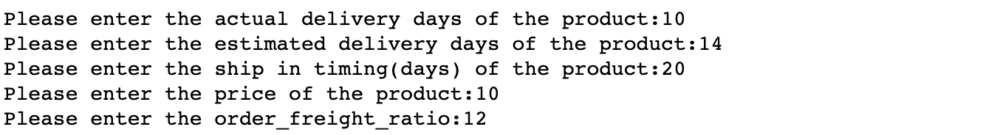 Please enter the actual delivery days of the product:10
Please enter the estimated delivery days of the product:14
Please enter the ship in timing(days) of the product:20
Please enter the price of the product:10
Please enter the order_freight_ratio:12